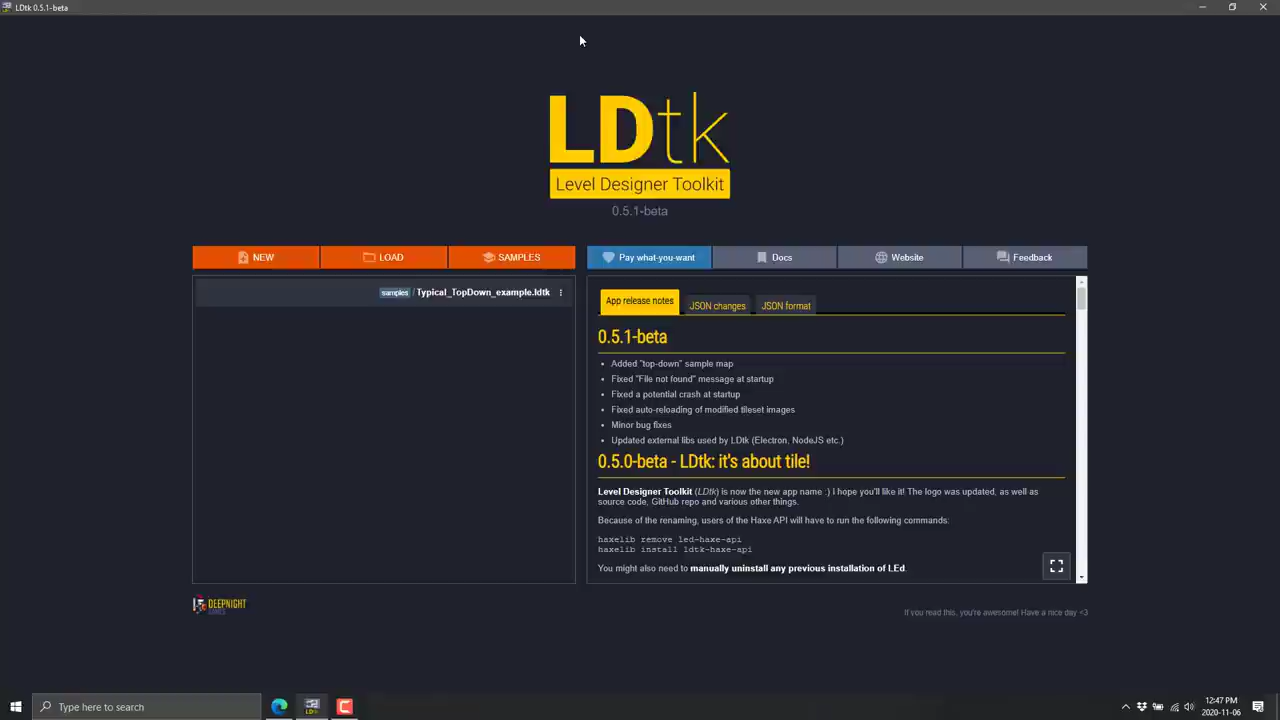 LDtk 0.5.1-beta
LDtk
Level Designer Toolkit
0.5.1-beta
NEW
LOAD
SAMPLES
Pay what-you-want
Docs
Website
Feedback
samples / Typical_TopDown_example.ldtk
App release notes
JSON changes
JSON format
0.5.1-beta
Added "top-down" sample map
Fixed "File not found" message at startup
Fixed a potential crash at startup
Fixed auto-reloading of modified tileset images
Minor bug fixes
Updated external libs used by LDtk (Electron, NodeJS etc.)
0.5.0-beta - LDtk: it's about tile!
Level Designer Toolkit (LDtk) is now the new app name :) I hope you'll like it! The logo was updated, as well as
source code, GitHub repo and various other things.
Because of the renaming, users of the Haxe API will have to run the following commands:
haxelib remove led-haxe-api
haxelib install ldtk-haxe-api
You might also need to manually uninstall any previous installation of LEd.
DEEPNIGHT
GAMES
If you read this, you're awesome! Have a nice day <3
Type here to search
12:47 PM
2020-11-06